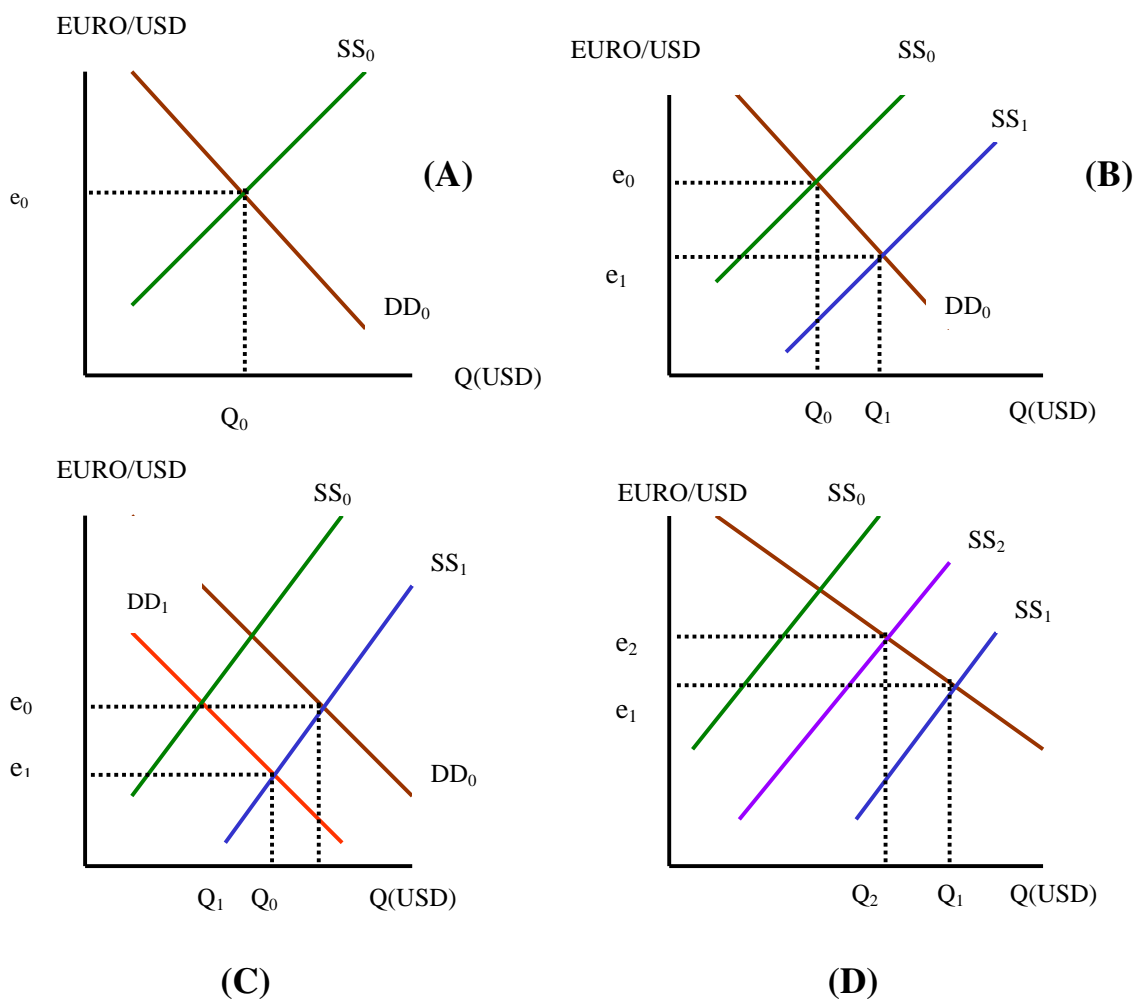 EURO/USD
SS₀
(A)
e₀
DD₀
Q(USD)
Q₀
EURO/USD
SS₀
SS₁
(B)
e₀
e₁
DD₀
Q₀ Q₁ Q(USD)
EURO/USD
SS₀
SS₁
DD₁
e₀
e₁
DD₀
Q₁ Q₀ Q(USD)
(C)
EURO/USD
SS₀
SS₂
SS₁
e₂
e₁
Q₂ Q₁ Q(USD)
(D)